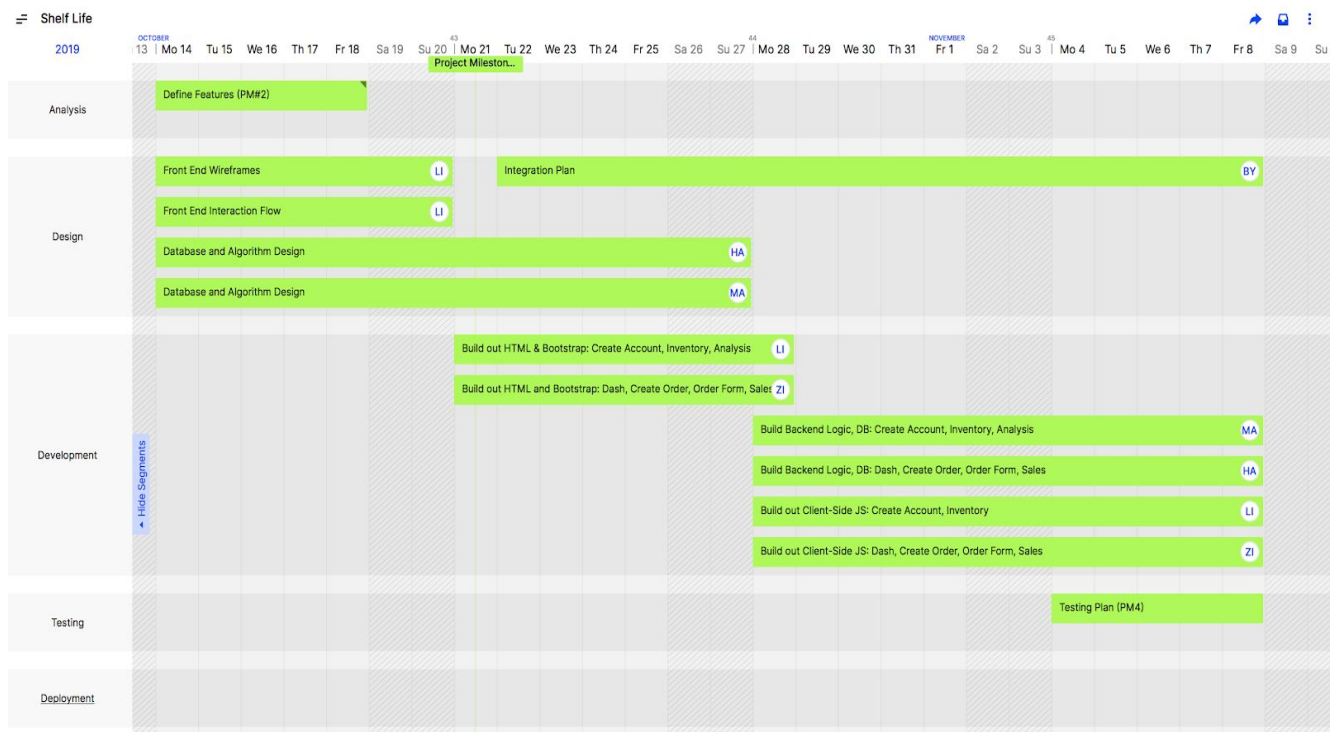 Shelf Life
2019
OCTOBER 43 44 NOVEMBER 45
13 Mo 14 Tu 15 We 16 Th 17 Fr 18 Sa 19 Su 20 Mo 21 Tu 22 We 23 Th 24 Fr 25 Sa 26 Su 27 Mo 28 Tu 29 We 30 Th 31 Fr 1 Sa 2 Su 3 Mo 4 Tu 5 We 6 Th 7 Fr 8 Sa 9 Su
Project Mileston...
Analysis
Define Features (PM#2)
Design
Front End Wireframes LI
Integration Plan BY
Front End Interaction Flow LI
Database and Algorithm Design HA
Database and Algorithm Design MA
Development
Hide Segments
Build out HTML & Bootstrap: Create Account, Inventory, Analysis LI
Build out HTML and Bootstrap: Dash, Create Order, Order Form, Sales ZI
Build Backend Logic, DB: Create Account, Inventory, Analysis MA
Build Backend Logic, DB: Dash, Create Order, Order Form, Sales HA
Build out Client-Side JS: Create Account, Inventory LI
Build out Client-Side JS: Dash, Create Order, Order Form, Sales ZI
Testing
Testing Plan (PM4)
Deployment